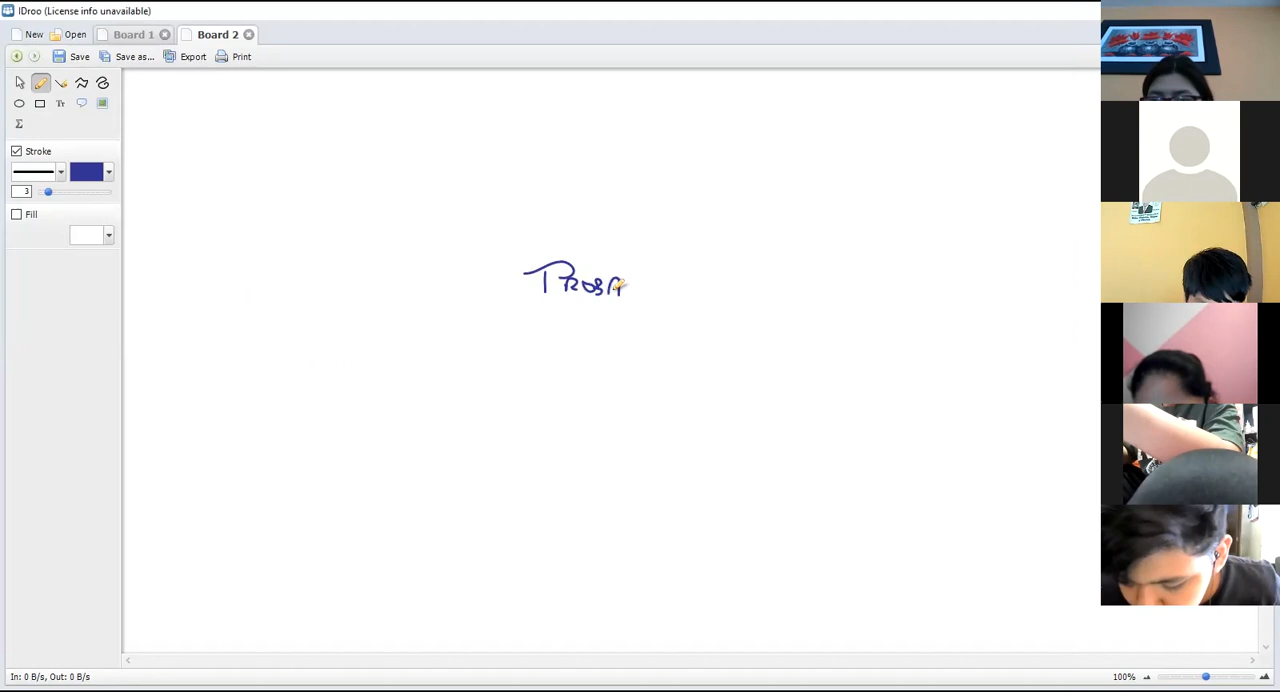 IDroo (License info unavailable)
New Open Board 1 Board 2
Save Save as... Export Print
Tr
Σ
Stroke
3
Fill
In: 0 B/s, Out: 0 B/s 100%